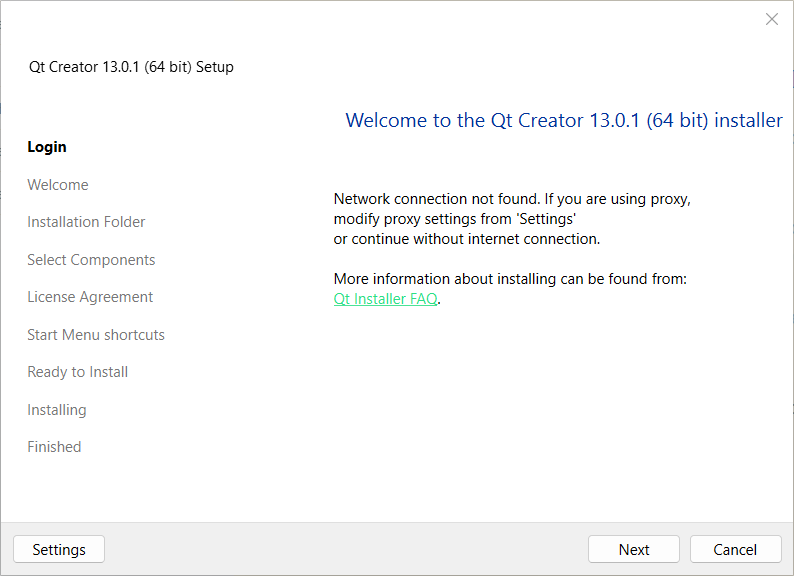 Qt Creator 13.0.1 (64 bit) Setup
Welcome to the Qt Creator 13.0.1 (64 bit) installer
Login
Welcome
Installation Folder
Select Components
License Agreement
Start Menu shortcuts
Ready to Install
Installing
Finished
Network connection not found. If you are using proxy,
modify proxy settings from 'Settings'
or continue without internet connection.
More information about installing can be found from:
Qt Installer FAQ.
Settings
Next
Cancel